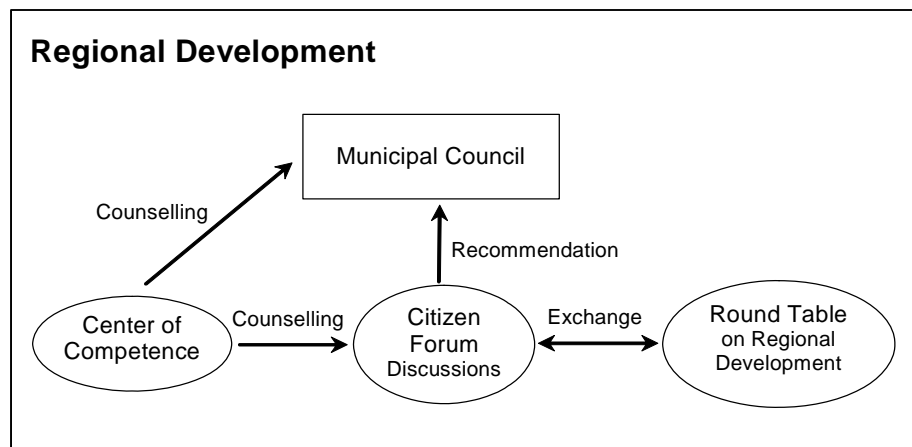 Regional Development
Municipal Council
Counselling
Recommendation
Center of
Competence
Counselling
Citizen
Forum
Discussions
Exchange
Round Table
on Regional
Development